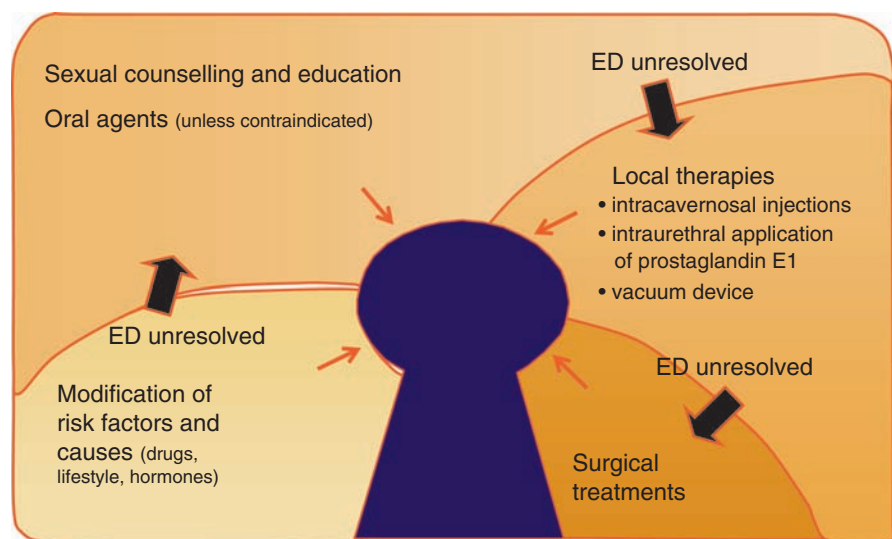 Sexual counselling and education
Oral agents (unless contraindicated)
ED unresolved
Local therapies
• intracavernosal injections
• intraurethral application
of prostaglandin E1
• vacuum device
ED unresolved
Modification of
risk factors and
causes (drugs,
lifestyle, hormones)
ED unresolved
Surgical
treatments